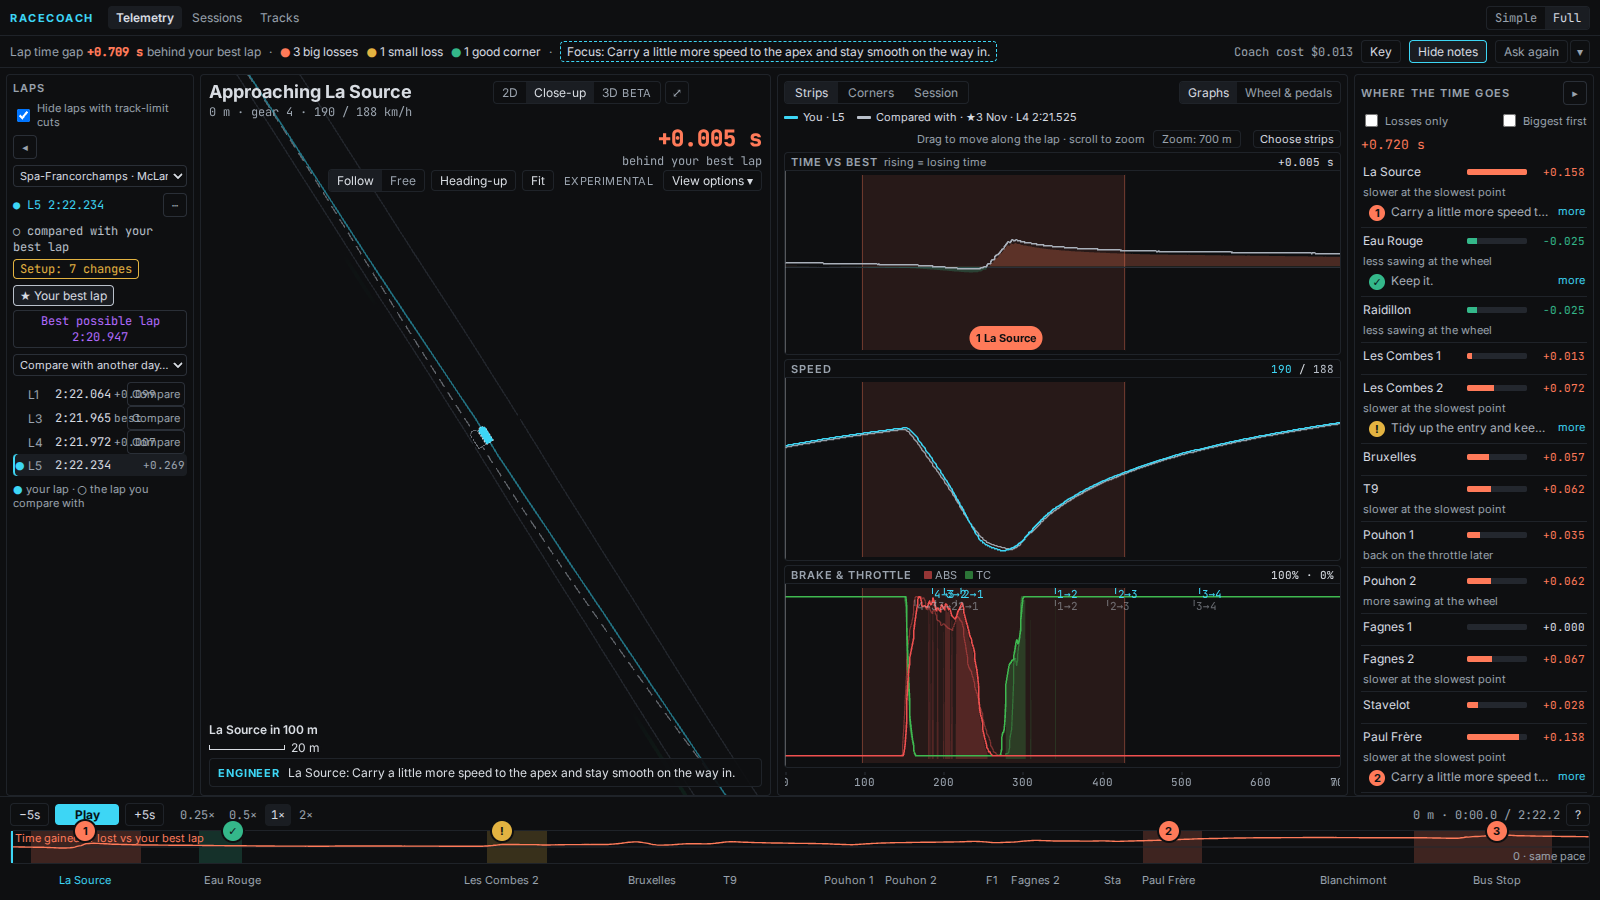 RACECOACH Telemetry Sessions Tracks Simple Full
Lap time gap +0.709 s behind your best lap · 3 big losses 1 small loss 1 good corner · Focus: Carry a little more speed to the apex and stay smooth on the way in. Coach cost $0.013 Key Hide notes Ask again ▾
LAPS
Hide laps with track-limit
cuts
◂
Spa-Francorchamps · McLar
L5 2:22.234 …
compared with your
best lap
Setup: 7 changes
★ Your best lap
Best possible lap
2:20.947
Compare with another day...
L1 2:22.064 Compare
L3 2:21.965 Compare
L4 2:21.972 Compare
L5 2:22.234 +0.269
your lap · the lap you
compare with
Approaching La Source
0 m · gear 4 · 190 / 188 km/h
2D Close-up 3D BETA ⤢
+0.005 s
behind your best lap
Follow Free Heading-up Fit EXPERIMENTAL View options ▾
La Source in 100 m
20 m
ENGINEER La Source: Carry a little more speed to the apex and stay smooth on the way in.
Strips Corners Session Graphs Wheel & pedals
You · L5 Compared with · ★3 Nov · L4 2:21.525
Drag to move along the lap · scroll to zoom Zoom: 700 m Choose strips
TIME VS BEST rising = losing time +0.005 s
1 La Source
SPEED 190 / 188
BRAKE & THROTTLE ABS TC 100% · 0%
1→2 2→3 3→4
1→2 2→3 3→4
100 200 300 400 500 600
WHERE THE TIME GOES ▸
Losses only Biggest first
+0.720 s
La Source +0.158
slower at the slowest point
1 Carry a little more speed t... more
Eau Rouge -0.025
less sawing at the wheel
✓ Keep it. more
Raidillon -0.025
less sawing at the wheel
Les Combes 1 +0.013
Les Combes 2 +0.072
slower at the slowest point
! Tidy up the entry and kee... more
Bruxelles +0.057
T9 +0.062
slower at the slowest point
Pouhon 1 +0.035
back on the throttle later
Pouhon 2 +0.062
more sawing at the wheel
Fagnes 1 +0.000
Fagnes 2 +0.067
slower at the slowest point
Stavelot +0.028
Paul Frère +0.138
slower at the slowest point
2 Carry a little more speed t... more
−5s Play +5s 0.25× 0.5× 1× 2× 0 m · 0:00.0 / 2:22.2 ?
1 ✓ ! 2 3
Time gained lost vs your best lap
0 · same pace
La Source Eau Rouge Les Combes 2 Bruxelles T9 Pouhon 1 Pouhon 2 F1 Fagnes 2 Sta Paul Frère Blanchimont Bus Stop